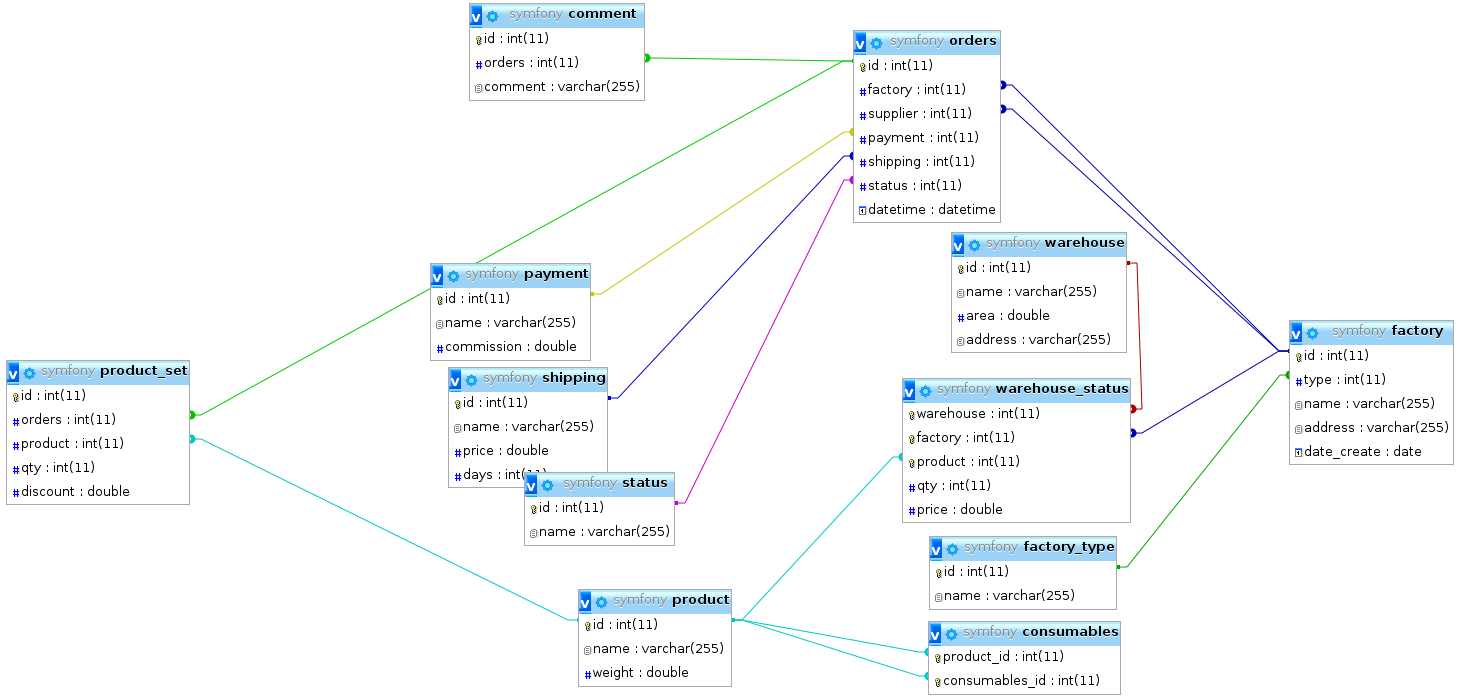 symfony comment
id : int(11)
orders : int(11)
comment : varchar(255)
symfony orders
id : int(11)
factory : int(11)
supplier : int(11)
payment : int(11)
shipping : int(11)
status : int(11)
datetime : datetime
symfony warehouse
id : int(11)
name : varchar(255)
area : double
address : varchar(255)
symfony payment
id : int(11)
name : varchar(255)
commission : double
symfony factory
id : int(11)
type : int(11)
name : varchar(255)
address : varchar(255)
date_create : date
symfony product_set
id : int(11)
orders : int(11)
product : int(11)
qty : int(11)
discount : double
symfony shipping
id : int(11)
name : varchar(255)
price : double
days : int(11)
symfony warehouse_status
warehouse : int(11)
factory : int(11)
product : int(11)
qty : int(11)
price : double
symfony status
id : int(11)
name : varchar(255)
symfony factory_type
id : int(11)
name : varchar(255)
symfony product
id : int(11)
name : varchar(255)
weight : double
symfony consumables
product_id : int(11)
consumables_id : int(11)